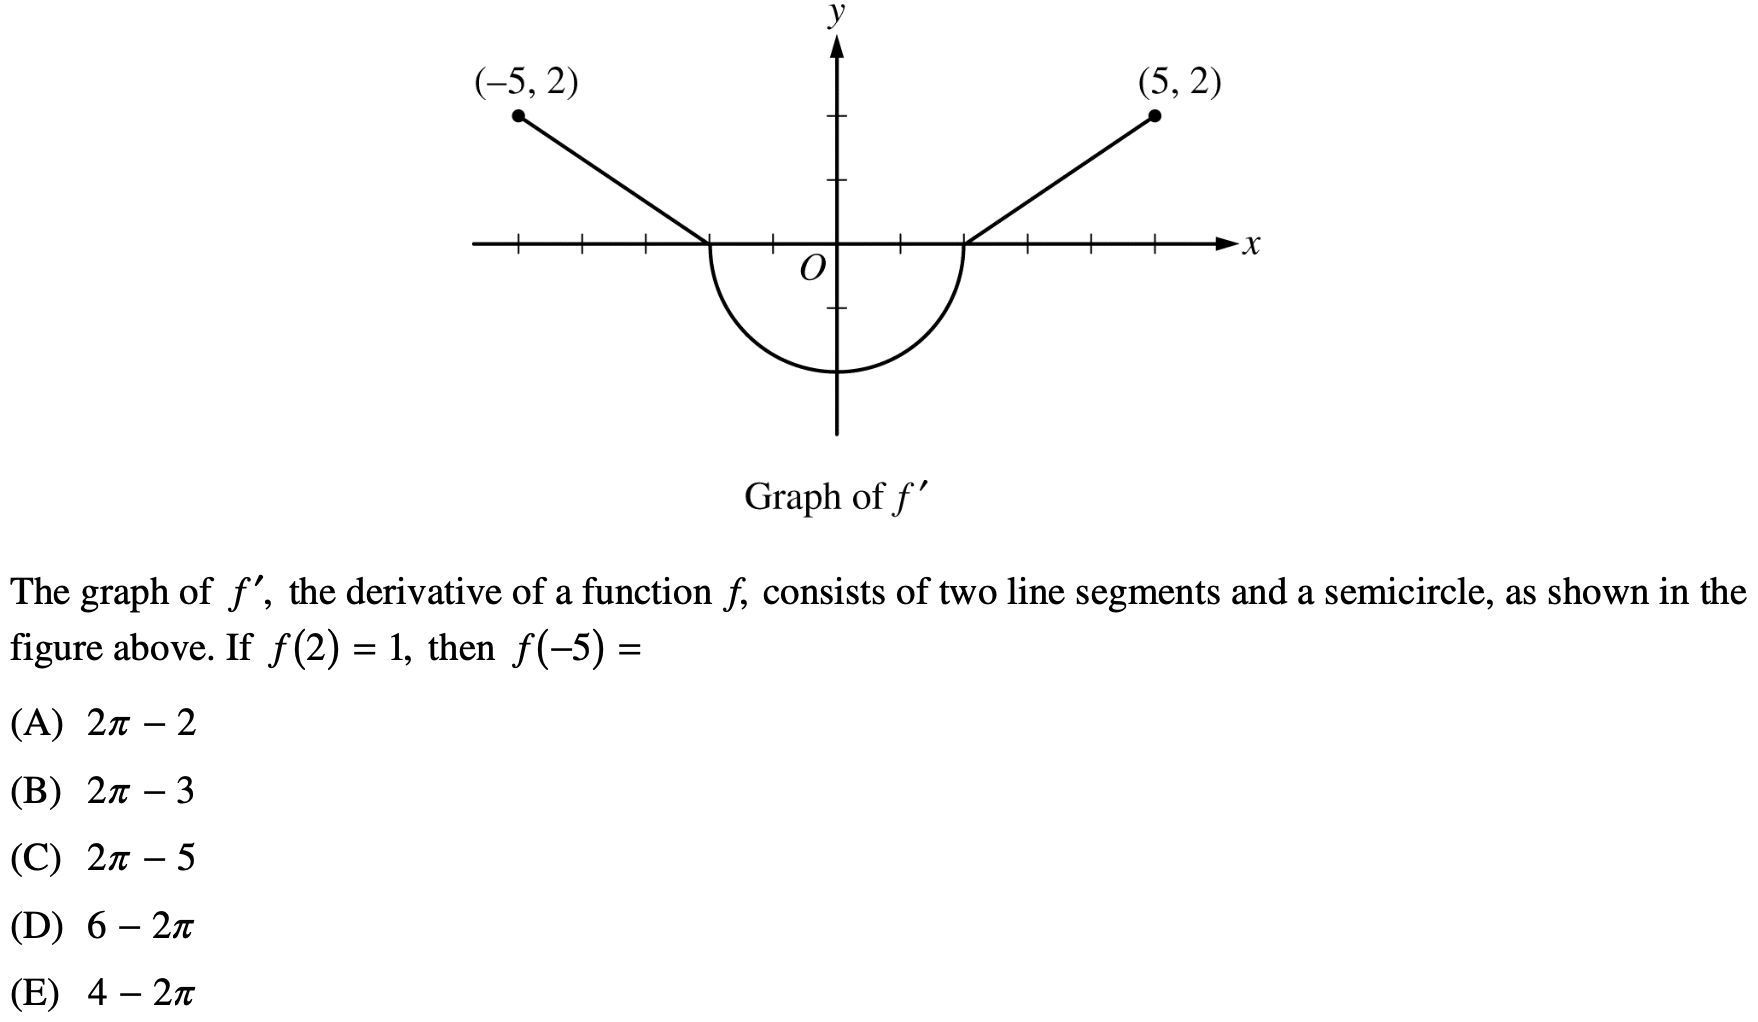 y
(–5, 2)
(5, 2)
x
O
Graph of f′
The graph of f′, the derivative of a function f, consists of two line segments and a semicircle, as shown in the
figure above. If f(2) = 1, then f(–5) =
(A) 2π – 2
(B) 2π – 3
(C) 2π – 5
(D) 6 – 2π
(E) 4 – 2π